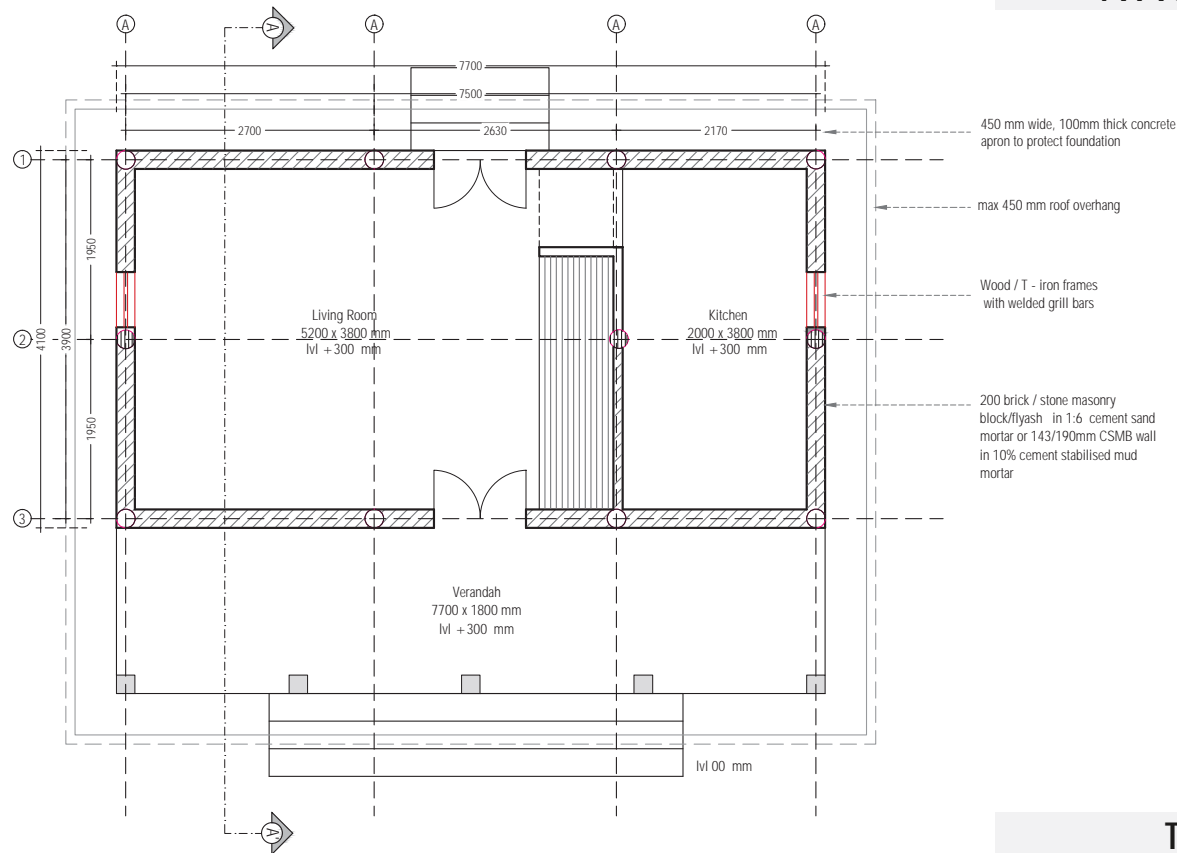 A
A
A
A
A
7700
7500
2700
2630
2170
450 mm wide, 100mm thick concrete
apron to protect foundation
1
max 450 mm roof overhang
1950
Wood / T - iron frames
with welded grill bars
Living Room
5200 x 3800 mm
lvl +300 mm
Kitchen
2000 x 3800 mm
lvl +300 mm
2
4100
3900
200 brick / stone masonry
block/flyash in 1:6 cement sand
mortar or 143/190mm CSMB wall
in 10% cement stabilised mud
mortar
1950
3
Verandah
7700 x 1800 mm
lvl +300 mm
lvl 00 mm
A'
T